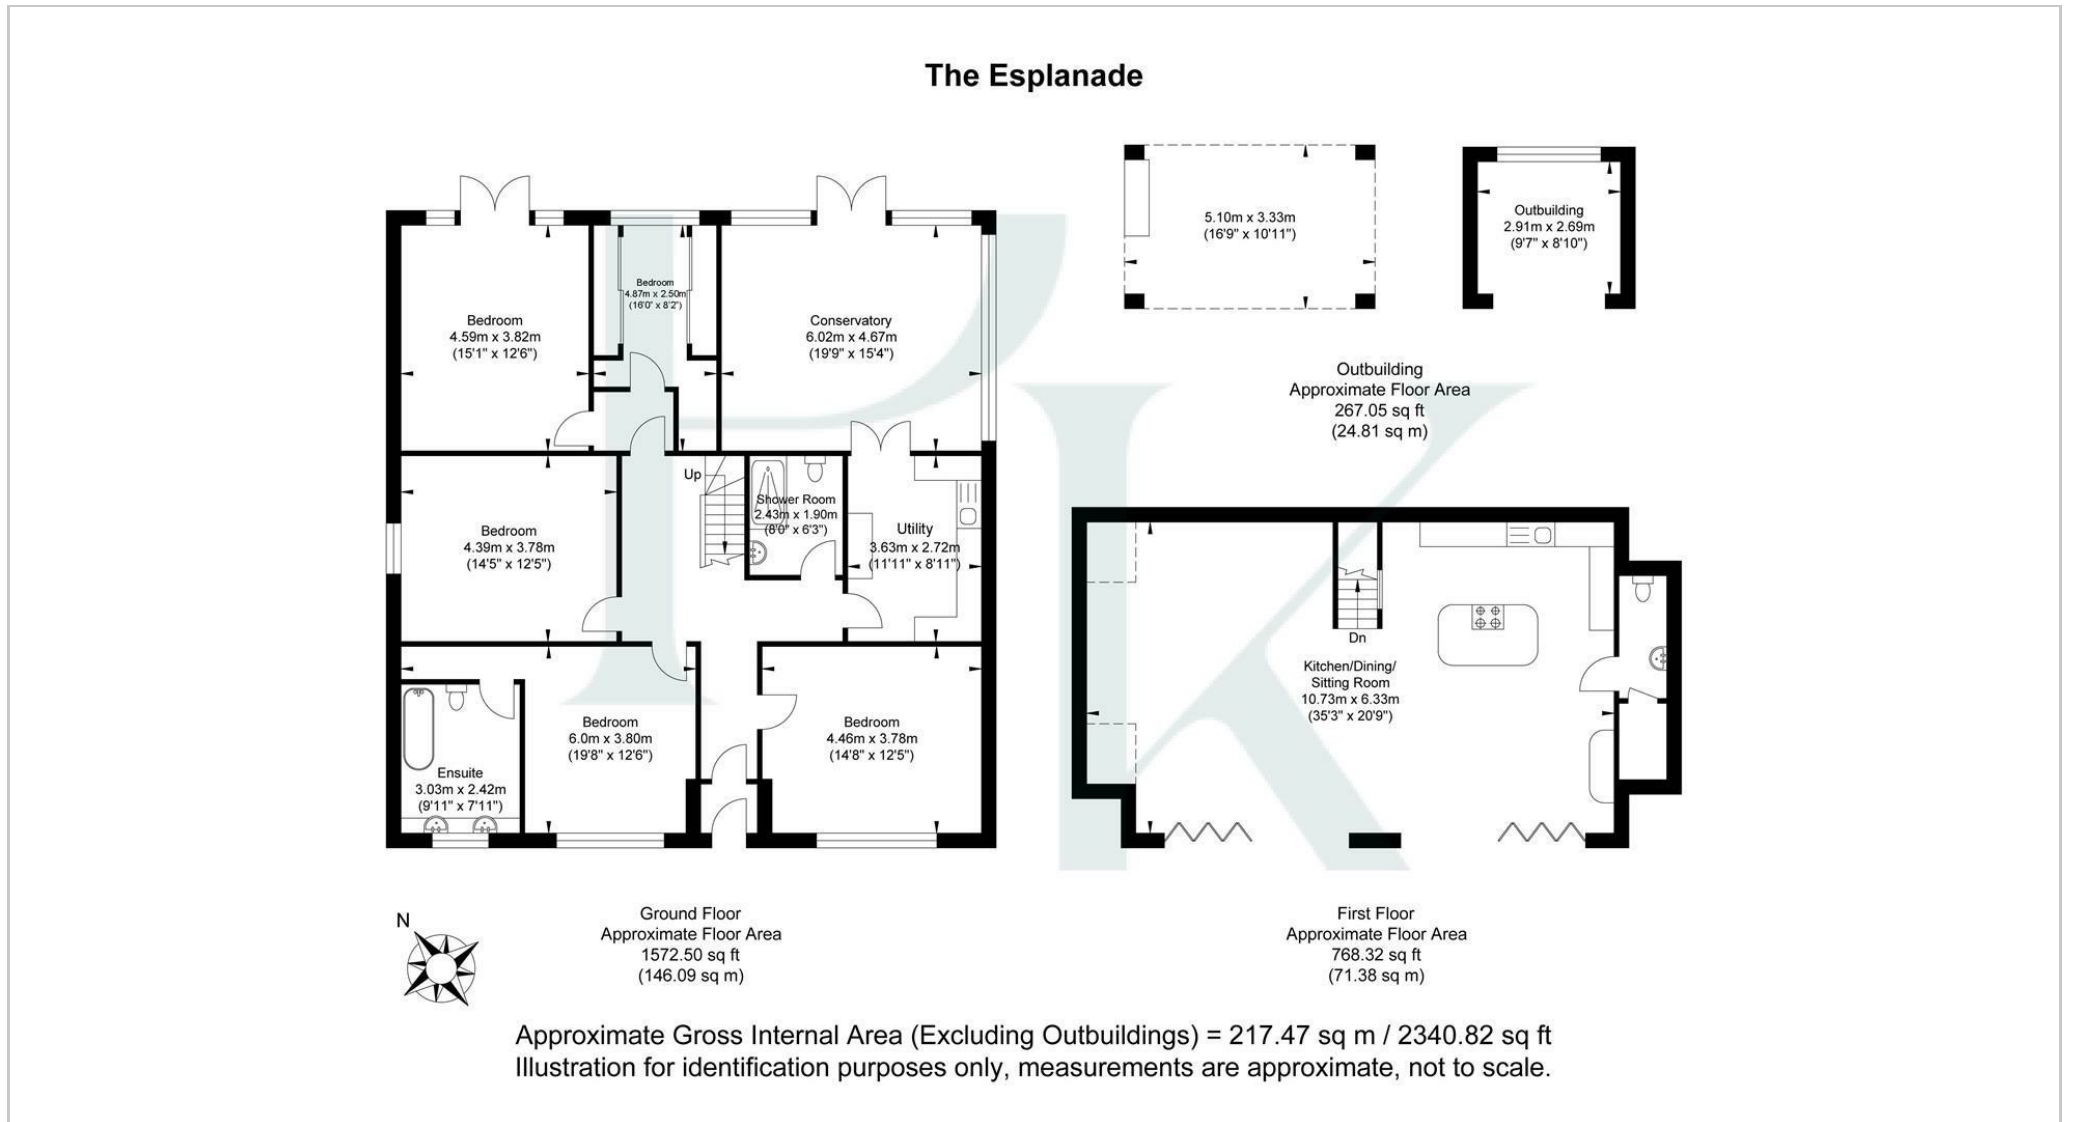 The Esplanade
5.10m x 3.33m
(16'9" x 10'11")
Outbuilding
2.91m x 2.69m
(9'7" x 8'10")
Outbuilding
Approximate Floor Area
267.05 sq ft
(24.81 sq m)
Bedroom
4.59m x 3.82m
(15'1" x 12'6")
Bedroom
4.87m x 2.50m
(16'0" x 8'2")
Conservatory
6.02m x 4.67m
(19'9" x 15'4")
Bedroom
4.39m x 3.78m
(14'5" x 12'5")
Up
Shower Room
2.43m x 1.90m
(8'0" x 6'3")
Utility
3.63m x 2.72m
(11'11" x 8'11")
Ensuite
3.03m x 2.42m
(9'11" x 7'11")
Bedroom
6.0m x 3.80m
(19'8" x 12'6")
Bedroom
4.46m x 3.78m
(14'8" x 12'5")
Dn
Kitchen/Dining/
Sitting Room
10.73m x 6.33m
(35'3" x 20'9")
N
Ground Floor
Approximate Floor Area
1572.50 sq ft
(146.09 sq m)
First Floor
Approximate Floor Area
768.32 sq ft
(71.38 sq m)
Approximate Gross Internal Area (Excluding Outbuildings) = 217.47 sq m / 2340.82 sq ft
Illustration for identification purposes only, measurements are approximate, not to scale.